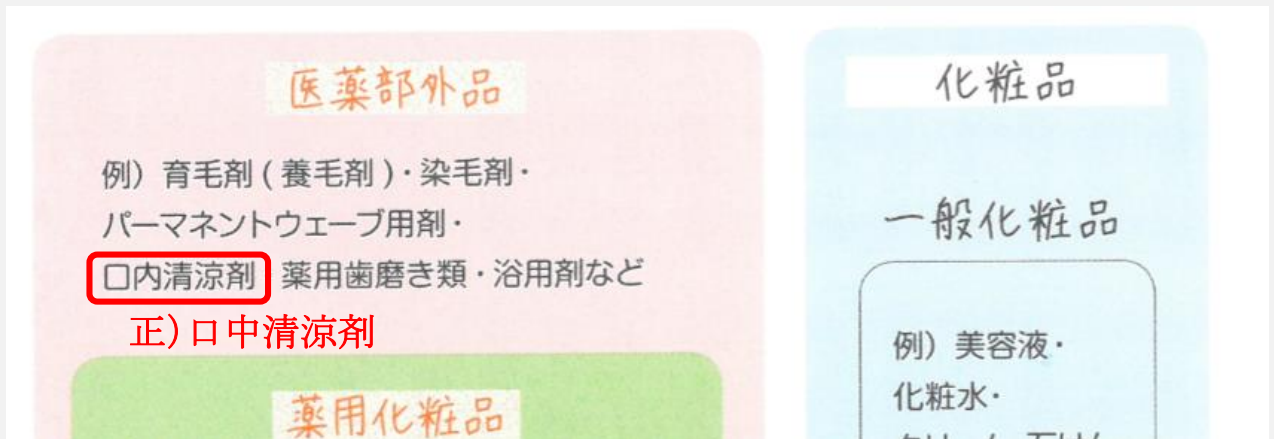 医薬部外品
例）育毛剤（養毛剤）・染毛剤・
パーマネントウェーブ用剤・
口内清涼剤 薬用歯磨き類・浴用剤など
正）口中清涼剤
薬用化粧品
化粧品
一般化粧品
例）美容液・
化粧水・